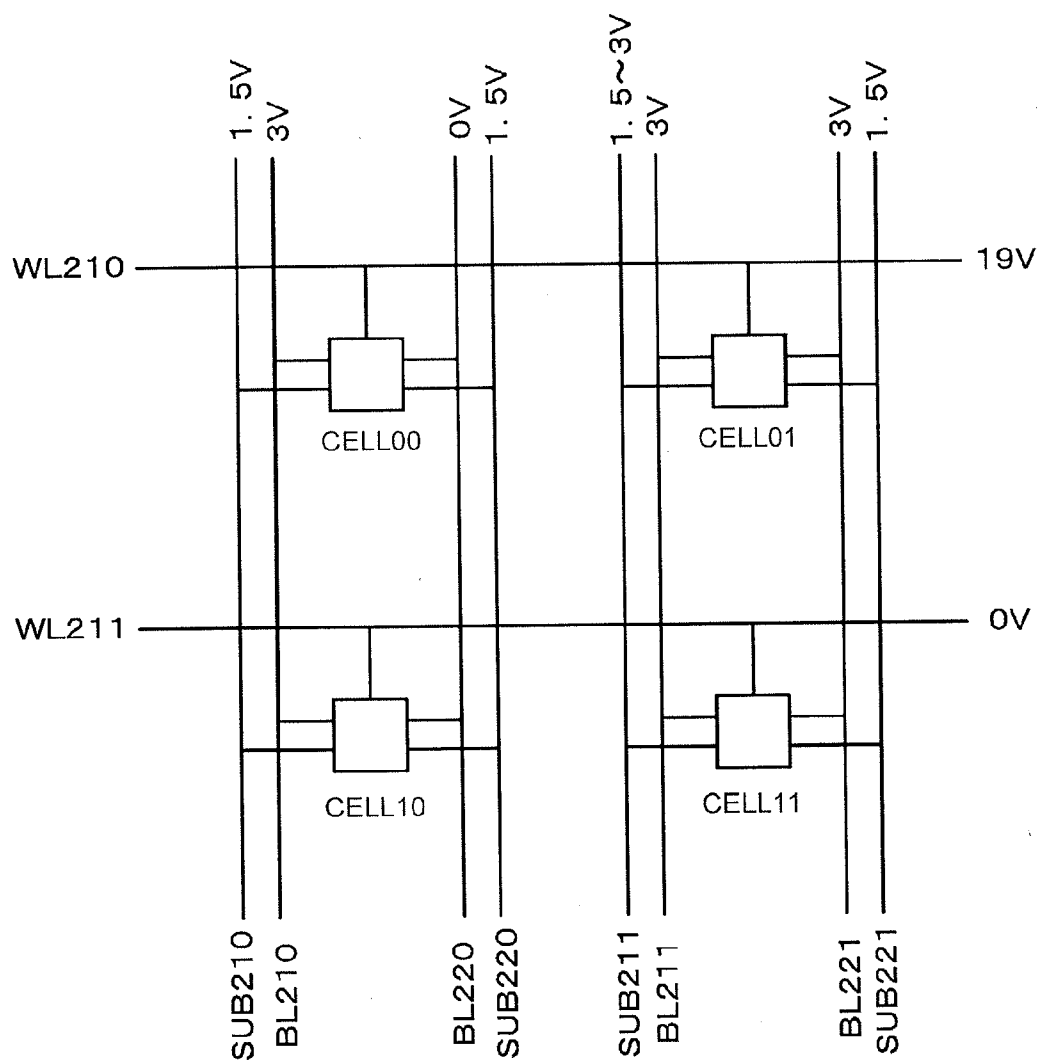 1. 5V
3V
0V
1. 5V
1. 5~3V
3V
3V
1. 5V
WL210
19V
CELL00
CELL01
WL211
0V
CELL10
CELL11
SUB210
BL210
BL220
SUB220
SUB211
BL211
BL221
SUB221